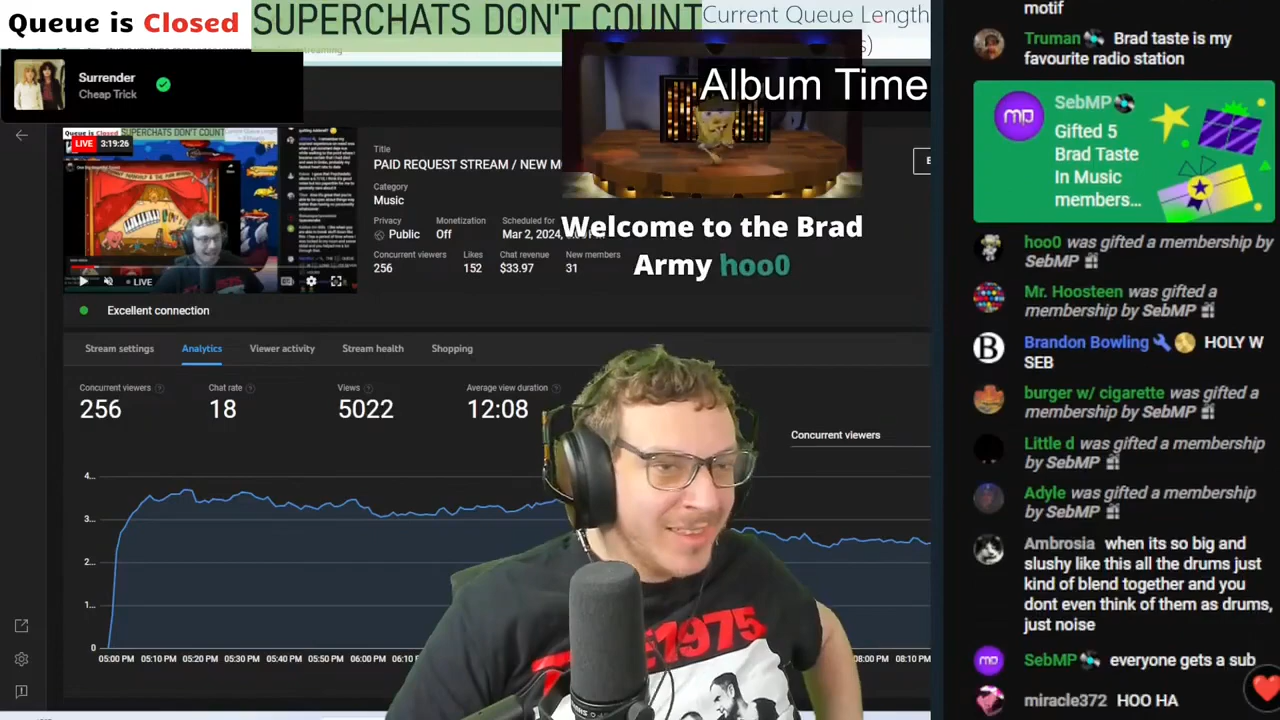 Queue is Closed
SUPERCHATS DON'T COUNT
Current Queue Length
Surrender
Cheap Trick
Album Time
Welcome to the Brad
Army hoo0
Queue is Closed SUPERCHATS DON'T COUNT
LIVE 3:19:26
LIVE
Title
PAID REQUEST STREAM / NEW M
Category
Music
Privacy
Public
Monetization
Off
Scheduled for
Mar 2, 2024,
Concurrent viewers
256
Likes
152
Chat revenue
$33.97
New members
31
Excellent connection
Stream settings
Analytics
Viewer activity
Stream health
Shopping
Concurrent viewers
256
Chat rate
18
Views
5022
Average view duration
12:08
Concurrent viewers
4...
3...
2...
1...
0
05:00 PM 05:10 PM 05:20 PM 05:30 PM 05:40 PM 05:50 PM 06:00 PM 06:10 08:00 PM 08:10 PM
1975
motif
Truman Brad taste is my
favourite radio station
SebMP
Gifted 5
Brad Taste
In Music
members...
hoo0 was gifted a membership by
SebMP
Mr. Hoosteen was gifted a
membership by SebMP
Brandon Bowling HOLY W
SEB
burger w/ cigarette was gifted a
membership by SebMP
Little d was gifted a membership
by SebMP
Adyle was gifted a membership
by SebMP
Ambrosia when its so big and
slushy like this all the drums just
kind of blend together and you
dont even think of them as drums,
just noise
SebMP everyone gets a sub
miracle372 HOO HA